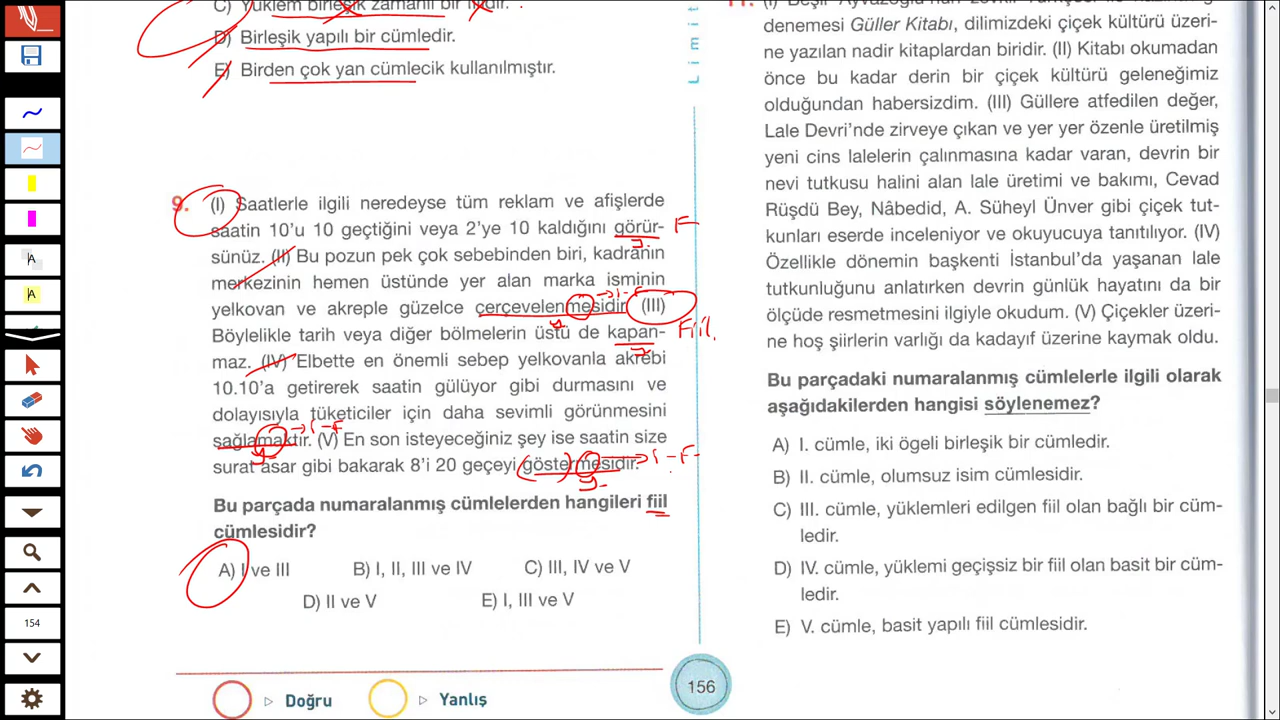 C) Yüklem birleşik zamanlı bir fiildir.
D) Birleşik yapılı bir cümledir.
E) Birden çok yan cümlecik kullanılmıştır.
9. (I) Saatlerle ilgili neredeyse tüm reklam ve afişlerde
saatin 10'u 10 geçtiğini veya 2'ye 10 kaldığını görür-
sünüz. (II) Bu pozun pek çok sebebinden biri, kadranın
merkezinin hemen üstünde yer alan marka isminin
yelkovan ve akreple güzelce çerçevelenmesidir. (III)
Böylelikle tarih veya diğer bölmelerin üstü de kapan-
maz. (IV) Elbette en önemli sebep yelkovanla akrebi
10.10'a getirerek saatin gülüyor gibi durmasını ve
dolayısıyla tüketiciler için daha sevimli görünmesini
sağlamaktır. (V) En son isteyeceğiniz şey ise saatin size
surat asar gibi bakarak 8'i 20 geçeyi göstermesidir.
F
y
→ i-F
y
Fiil.
y
→ i-F
y
→ i-F
y
Bu parçada numaralanmış cümlelerden hangileri fiil
cümlesidir?
A) I ve III B) I, II, III ve IV C) III, IV ve V
D) II ve V E) I, III ve V
Doğru Yanlış
156
11. (I) Beşir Ayvazoğlu'nun
denemesi Güller Kitabı, dilimizdeki çiçek kültürü üzeri-
ne yazılan nadir kitaplardan biridir. (II) Kitabı okumadan
önce bu kadar derin bir çiçek kültürü geleneğimiz
olduğundan habersizdim. (III) Güllere atfedilen değer,
Lale Devri'nde zirveye çıkan ve yer yer özenle üretilmiş
yeni cins lalelerin çalınmasına kadar varan, devrin bir
nevi tutkusu halini alan lale üretimi ve bakımı, Cevad
Rüşdü Bey, Nâbedid, A. Süheyl Ünver gibi çiçek tut-
kunları eserde inceleniyor ve okuyucuya tanıtılıyor. (IV)
Özellikle dönemin başkenti İstanbul'da yaşanan lale
tutkunluğunu anlatırken devrin günlük hayatını da bir
ölçüde resmetmesini ilgiyle okudum. (V) Çiçekler üzeri-
ne hoş şiirlerin varlığı da kadayıf üzerine kaymak oldu.
Bu parçadaki numaralanmış cümlelerle ilgili olarak
aşağıdakilerden hangisi söylenemez?
A) I. cümle, iki ögeli birleşik bir cümledir.
B) II. cümle, olumsuz isim cümlesidir.
C) III. cümle, yüklemleri edilgen fiil olan bağlı bir cüm-
ledir.
D) IV. cümle, yüklemi geçişsiz bir fiil olan basit bir cüm-
ledir.
E) V. cümle, basit yapılı fiil cümlesidir.
A
A
154